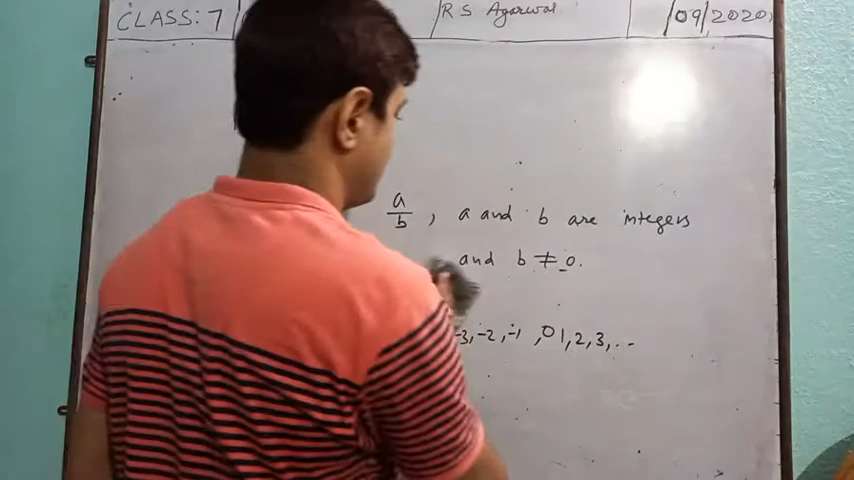 CLASS: 7 R S Agarwal 09/2020
a/b, a and b are integers
and b ≠ 0.
-3, -2, -1, 0 1, 2, 3, ..